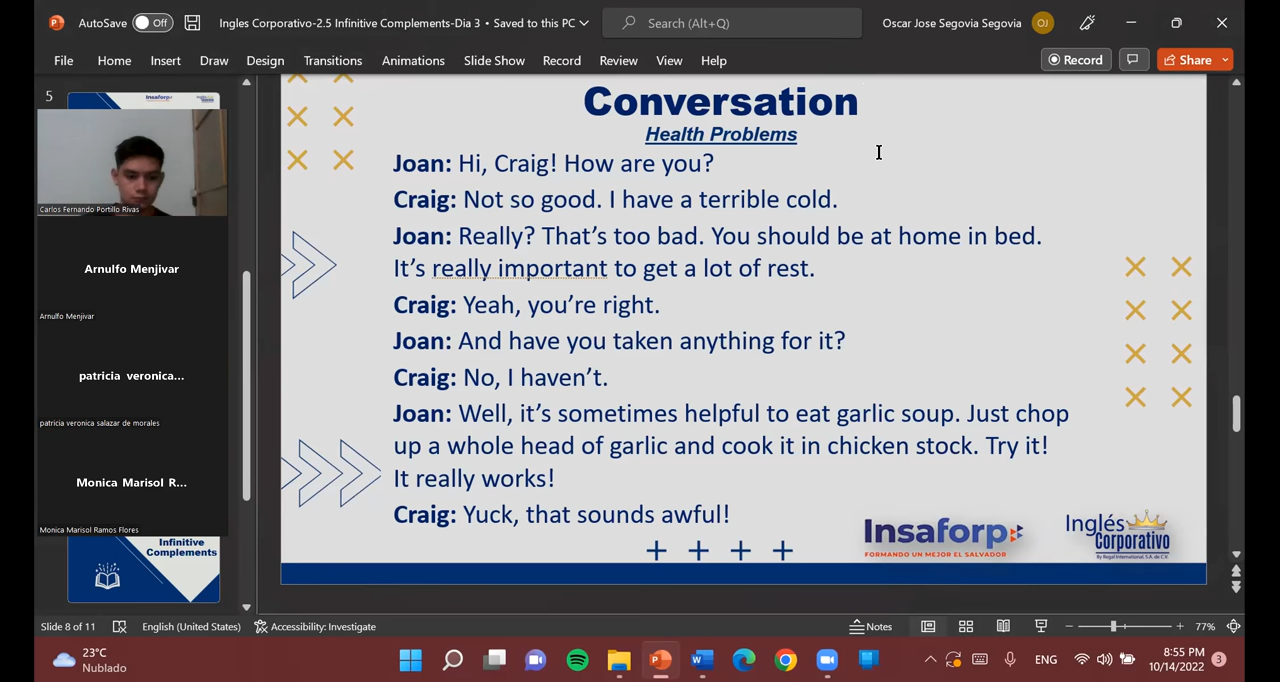 AutoSave Off Ingles Corporativo-2.5 Infinitive Complements-Dia 3 • Saved to this PC Search (Alt+Q) Oscar Jose Segovia Segovia OJ
File Home Insert Draw Design Transitions Animations Slide Show Record Review View Help Record Share
5
Insaforp
Carlos Fernando Portillo Rivas
Arnulfo Menjivar
Arnulfo Menjivar
patricia veronica...
patricia veronica salazar de morales
Monica Marisol R...
Monica Marisol Ramos Flores
Infinitive
Complements
Conversation
Health Problems
Joan: Hi, Craig! How are you?
Craig: Not so good. I have a terrible cold.
Joan: Really? That's too bad. You should be at home in bed.
It's really important to get a lot of rest.
Craig: Yeah, you're right.
Joan: And have you taken anything for it?
Craig: No, I haven't.
Joan: Well, it's sometimes helpful to eat garlic soup. Just chop
up a whole head of garlic and cook it in chicken stock. Try it!
It really works!
Craig: Yuck, that sounds awful!
Insaforp
FORMANDO UN MEJOR EL SALVADOR
Inglés
Corporativo
By Regal International, S.A. de C.V.
Slide 8 of 11 English (United States) Accessibility: Investigate Notes 77%
23°C
Nublado
ENG
8:55 PM
10/14/2022
3